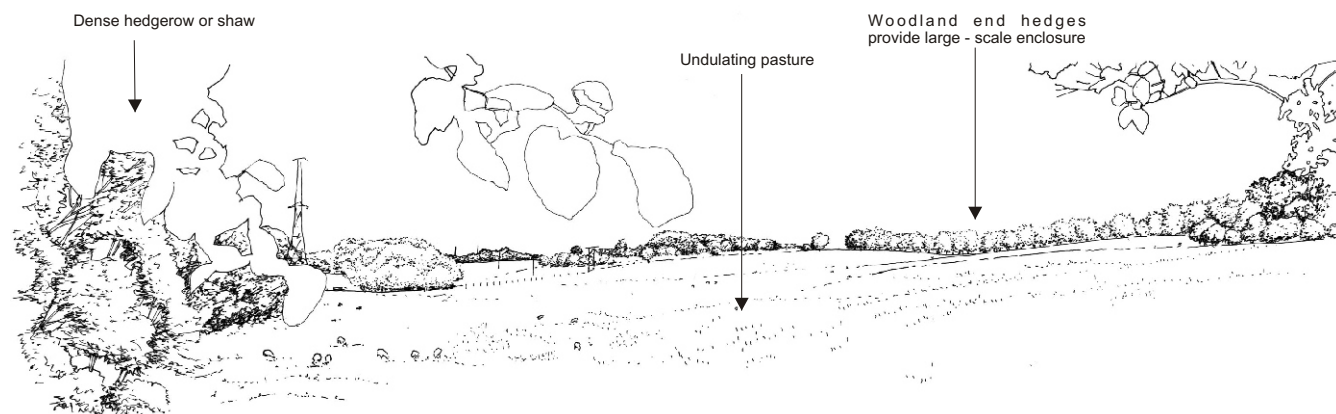 Dense hedgerow or shaw
Undulating pasture
Woodland end hedges
provide large - scale enclosure